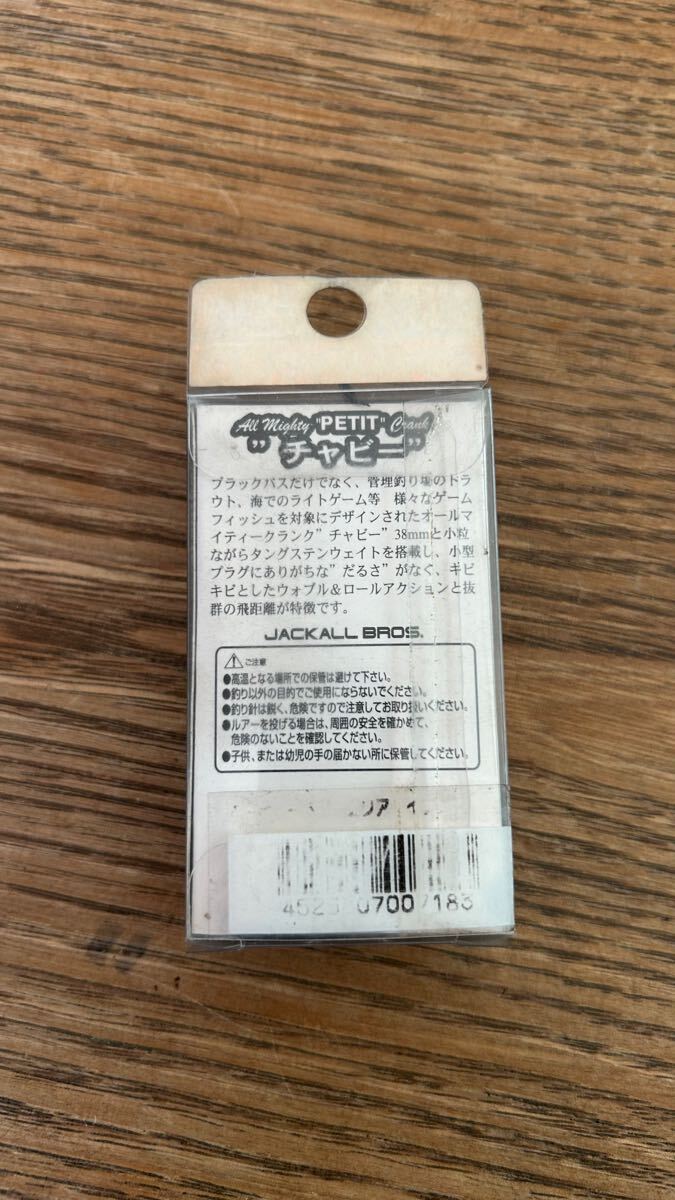 All Mighty "PETIT" Crank
”チャビー”
ブラックバスだけでなく、管理釣り場のトラ
ウト、海でのライトゲーム等　様々なゲーム
フィッシュを対象にデザインされたオールマ
イティークランク”チャビー”38mmと小粒
ながらタングステンウェイトを搭載し、小型
プラグにありがちな”だるさ”がなく、キビ
キビとしたウォブル&ロールアクションと抜
群の飛距離が特徴です。
JACKALL BROS.
ご注意
●高温となる場所での保管は避けて下さい。
●釣り以外の目的でご使用にならないでください。
●釣り針は鋭く、危険ですので注意してお取り扱いください。
●ルアーを投げる場合は、周囲の安全を確かめて、
危険のないことを確認してください。
●子供、または幼児の手の届かない所に保管してください。